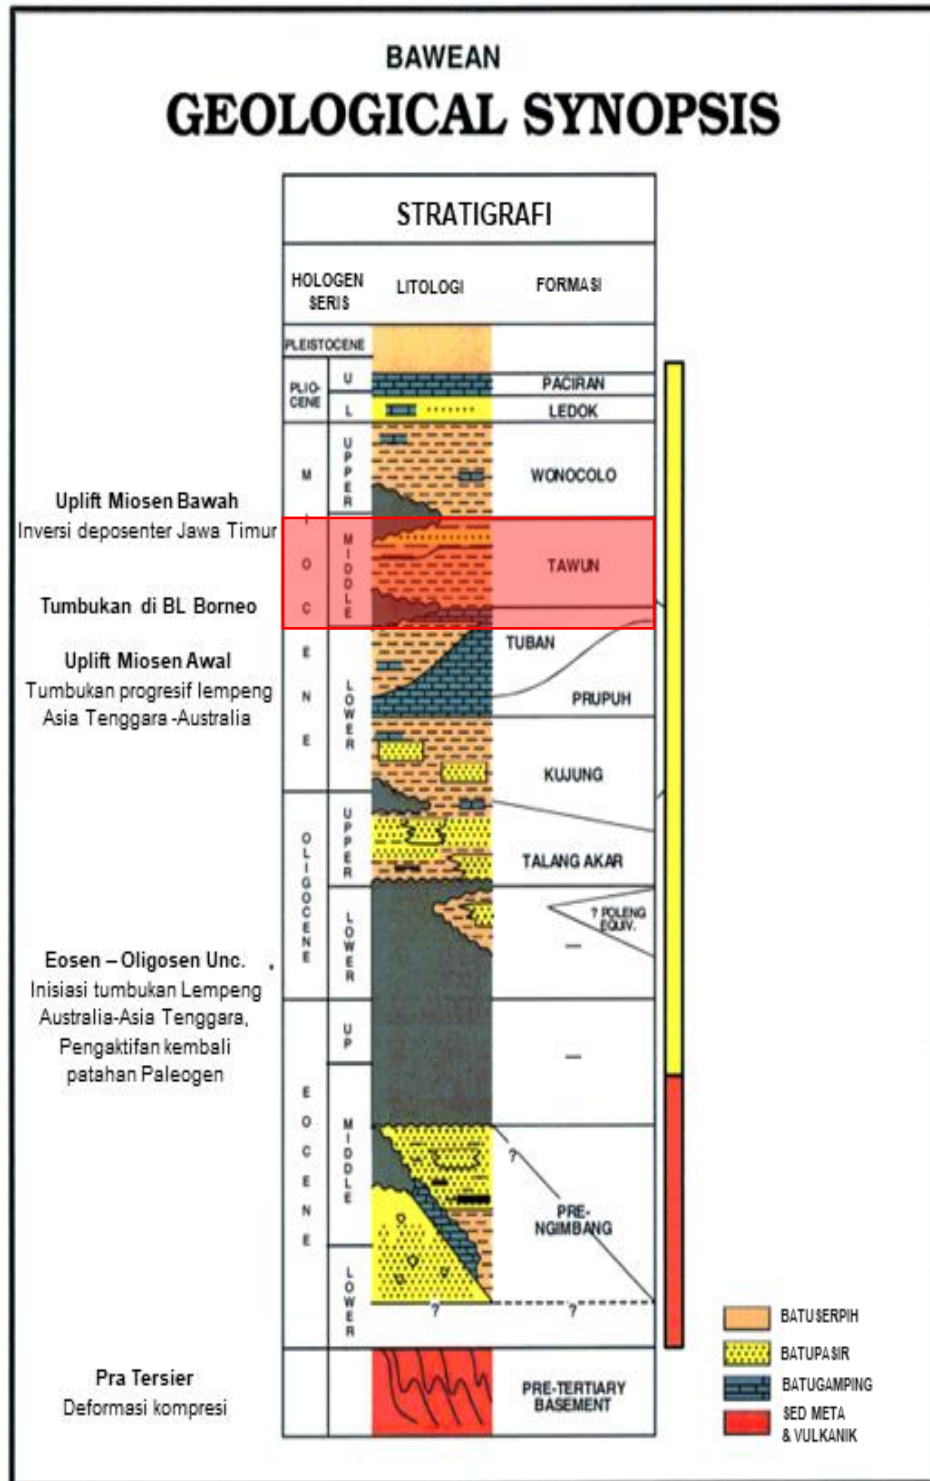 BAWEAN
GEOLOGICAL SYNOPSIS
STRATIGRAFI
HOLOGEN
SERIS
LITOLOGI
FORMASI
PLEISTOCENE
PLIO-
CENE
U
L
PACIRAN
LEDOK
MIOCENE
UPPER
WONOCOLO
Uplift Miosen Bawah
Inversi deposenter Jawa Timur
MIDDLE
TAWUN
Tumbukan di BL Borneo
TUBAN
Uplift Miosen Awal
Tumbukan progresif lempeng
Asia Tenggara -Australia
LOWER
PRUPUH
KUJUNG
OLIGOCENE
UPPER
TALANG AKAR
LOWER
? POLENG
EQUIV.
—
Eosen – Oligosen Unc.
Inisiasi tumbukan Lempeng
Australia-Asia Tenggara,
Pengaktifan kembali
patahan Paleogen
EOCENE
UP
—
MIDDLE
?
PRE-
NGIMBANG
LOWER
?
?
BATUSERPIH
BATUPASIR
BATUGAMPING
SED META
& VULKANIK
Pra Tersier
Deformasi kompresi
PRE-TERTIARY
BASEMENT